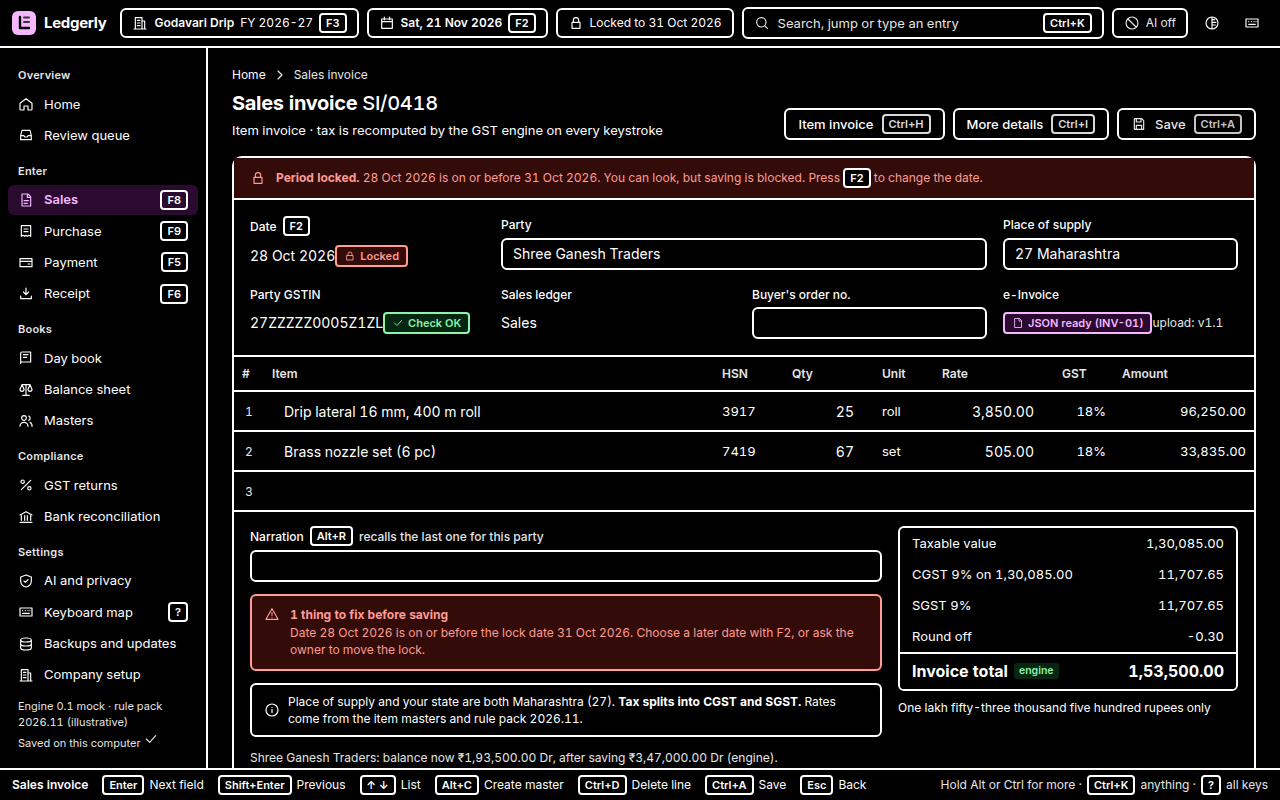 Ledgerly
Godavari Drip FY 2026-27 F3
Sat, 21 Nov 2026 F2
Locked to 31 Oct 2026
Search, jump or type an entry Ctrl+K
AI off
Overview
Home
Review queue
Enter
Sales F8
Purchase F9
Payment F5
Receipt F6
Books
Day book
Balance sheet
Masters
Compliance
GST returns
Bank reconciliation
Settings
AI and privacy
Keyboard map ?
Backups and updates
Company setup
Engine 0.1 mock · rule pack
2026.11 (illustrative)
Saved on this computer
Home Sales invoice
Sales invoice SI/0418
Item invoice · tax is recomputed by the GST engine on every keystroke
Item invoice Ctrl+H
More details Ctrl+I
Save Ctrl+A
Period locked. 28 Oct 2026 is on or before 31 Oct 2026. You can look, but saving is blocked. Press F2 to change the date.
Date F2
28 Oct 2026 Locked
Party
Shree Ganesh Traders
Place of supply
27 Maharashtra
Party GSTIN
27ZZZZZ0005Z1ZL Check OK
Sales ledger
Sales
Buyer's order no.
e-Invoice
JSON ready (INV-01) upload: v1.1
# Item HSN Qty Unit Rate GST Amount
1 Drip lateral 16 mm, 400 m roll 3917 25 roll 3,850.00 18% 96,250.00
2 Brass nozzle set (6 pc) 7419 67 set 505.00 18% 33,835.00
3
Narration Alt+R recalls the last one for this party
1 thing to fix before saving
Date 28 Oct 2026 is on or before the lock date 31 Oct 2026. Choose a later date with F2, or ask the
owner to move the lock.
Place of supply and your state are both Maharashtra (27). Tax splits into CGST and SGST. Rates
come from the item masters and rule pack 2026.11.
Shree Ganesh Traders: balance now ₹1,93,500.00 Dr, after saving ₹3,47,000.00 Dr (engine).
Taxable value 1,30,085.00
CGST 9% on 1,30,085.00 11,707.65
SGST 9% 11,707.65
Round off -0.30
Invoice total engine 1,53,500.00
One lakh fifty-three thousand five hundred rupees only
Sales invoice Enter Next field Shift+Enter Previous ↑↓ List Alt+C Create master Ctrl+D Delete line Ctrl+A Save Esc Back
Hold Alt or Ctrl for more · Ctrl+K anything · ? all keys